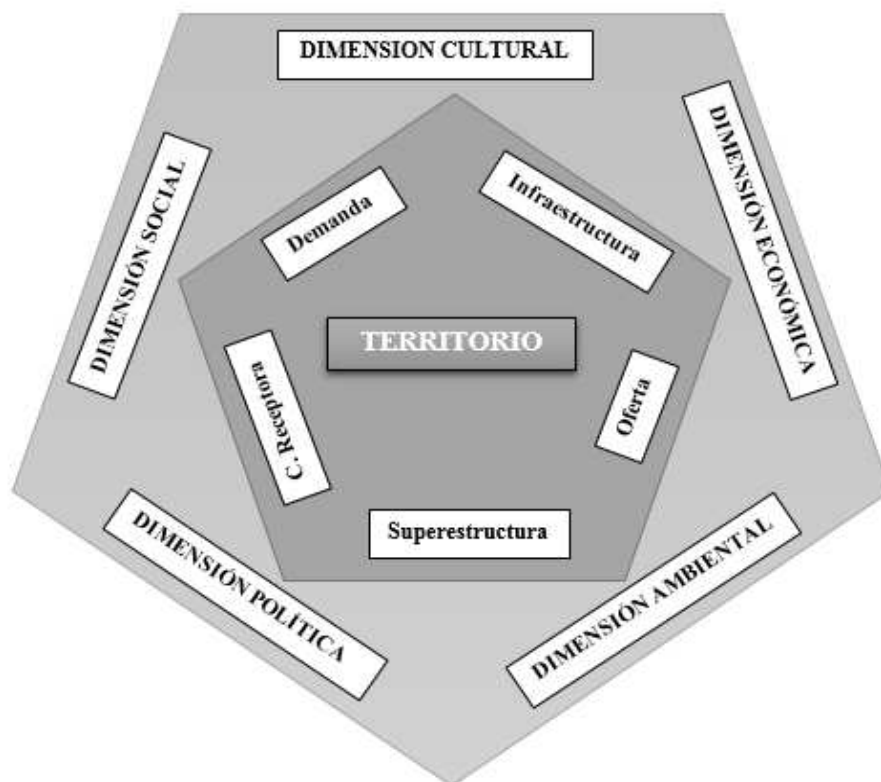 DIMENSION CULTURAL
DIMENSIÓN SOCIAL
DIMENSIÓN ECONÓMICA
Demanda
Infraestructura
TERRITORIO
C. Receptora
Oferta
Superestructura
DIMENSIÓN POLÍTICA
DIMENSIÓN AMBIENTAL